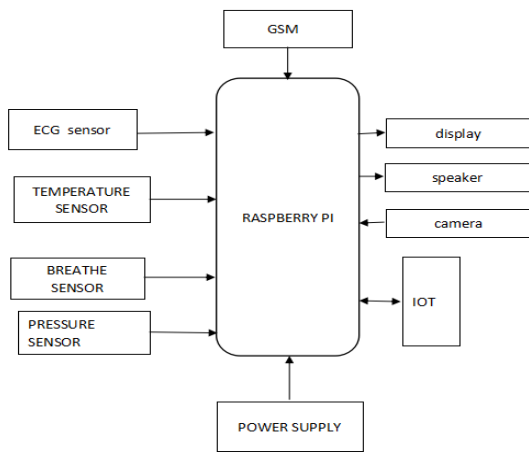 GSM
ECG sensor
TEMPERATURE
SENSOR
BREATHE
SENSOR
PRESSURE
SENSOR
RASPBERRY PI
display
speaker
camera
IOT
POWER SUPPLY